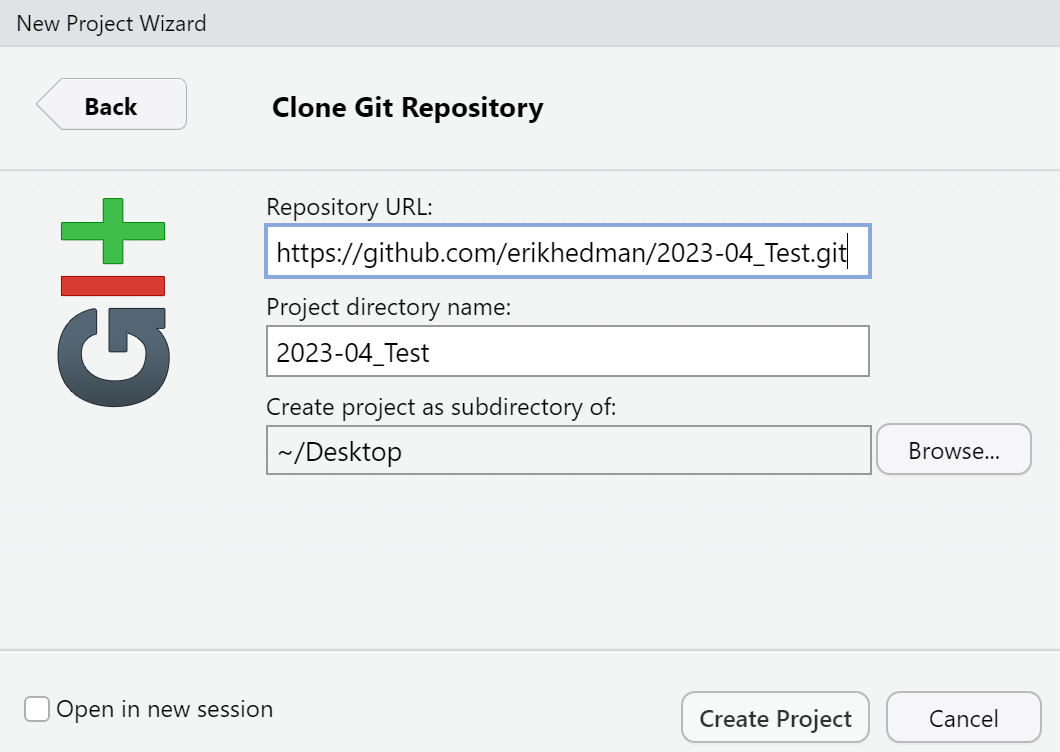 New Project Wizard
Back
Clone Git Repository
Git
Repository URL:
https://github.com/erikhedman/2023-04_Test.git
Project directory name:
2023-04_Test
Create project as subdirectory of:
~/Desktop
Browse...
Open in new session
Create Project
Cancel